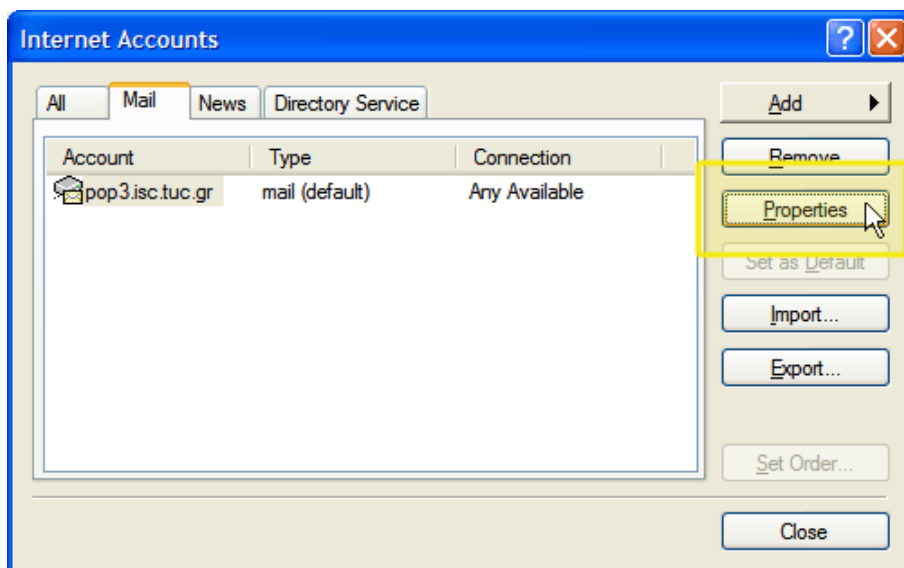 Internet Accounts
All Mail News Directory Service
Add
Remove
Account Type Connection
pop3.isc.tuc.gr mail (default) Any Available
Properties
Set as Default
Import...
Export...
Set Order...
Close